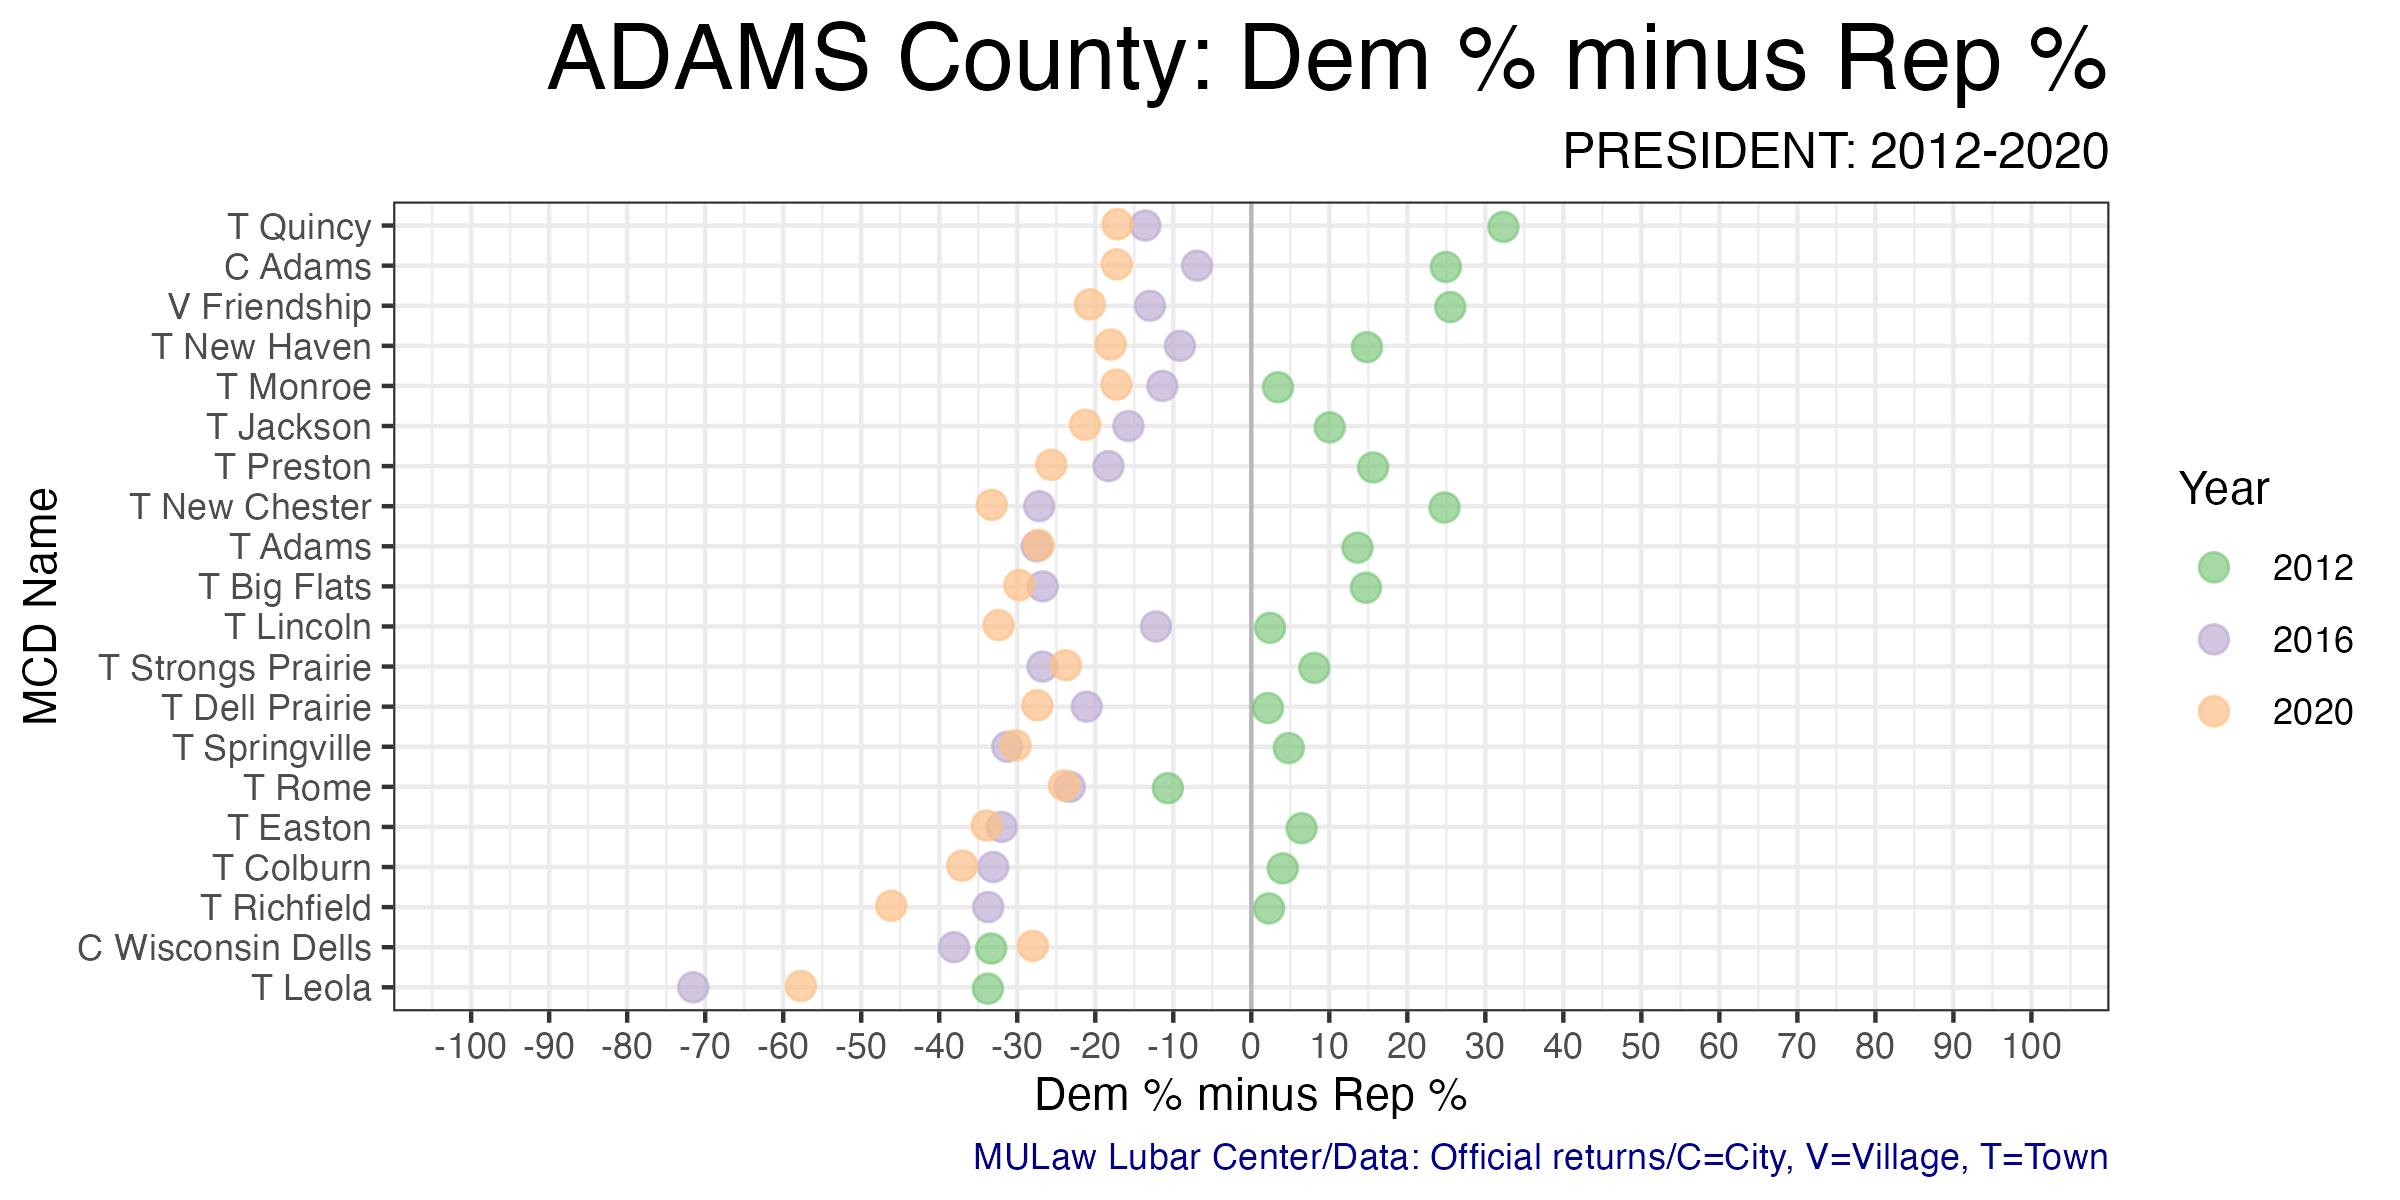 ADAMS County: Dem % minus Rep %
PRESIDENT: 2012-2020
T Quincy
C Adams
V Friendship
T New Haven
T Monroe
T Jackson
T Preston
T New Chester
T Adams
T Big Flats
T Lincoln
T Strongs Prairie
T Dell Prairie
T Springville
T Rome
T Easton
T Colburn
T Richfield
C Wisconsin Dells
T Leola
MCD Name
-100 -90 -80 -70 -60 -50 -40 -30 -20 -10 0 10 20 30 40 50 60 70 80 90 100
Dem % minus Rep %
Year
2012
2016
2020
MULaw Lubar Center/Data: Official returns/C=City, V=Village, T=Town